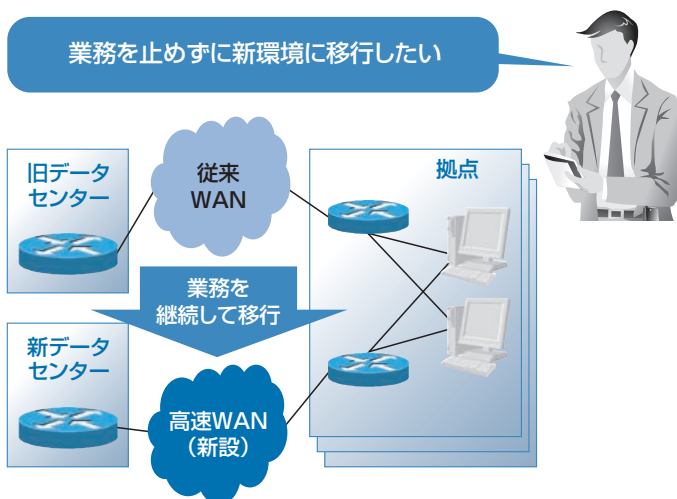 業務を止めずに新環境に移行したい
旧データ
センター
従来
WAN
拠点
業務を
継続して移行
新データ
センター
高速WAN
（新設）